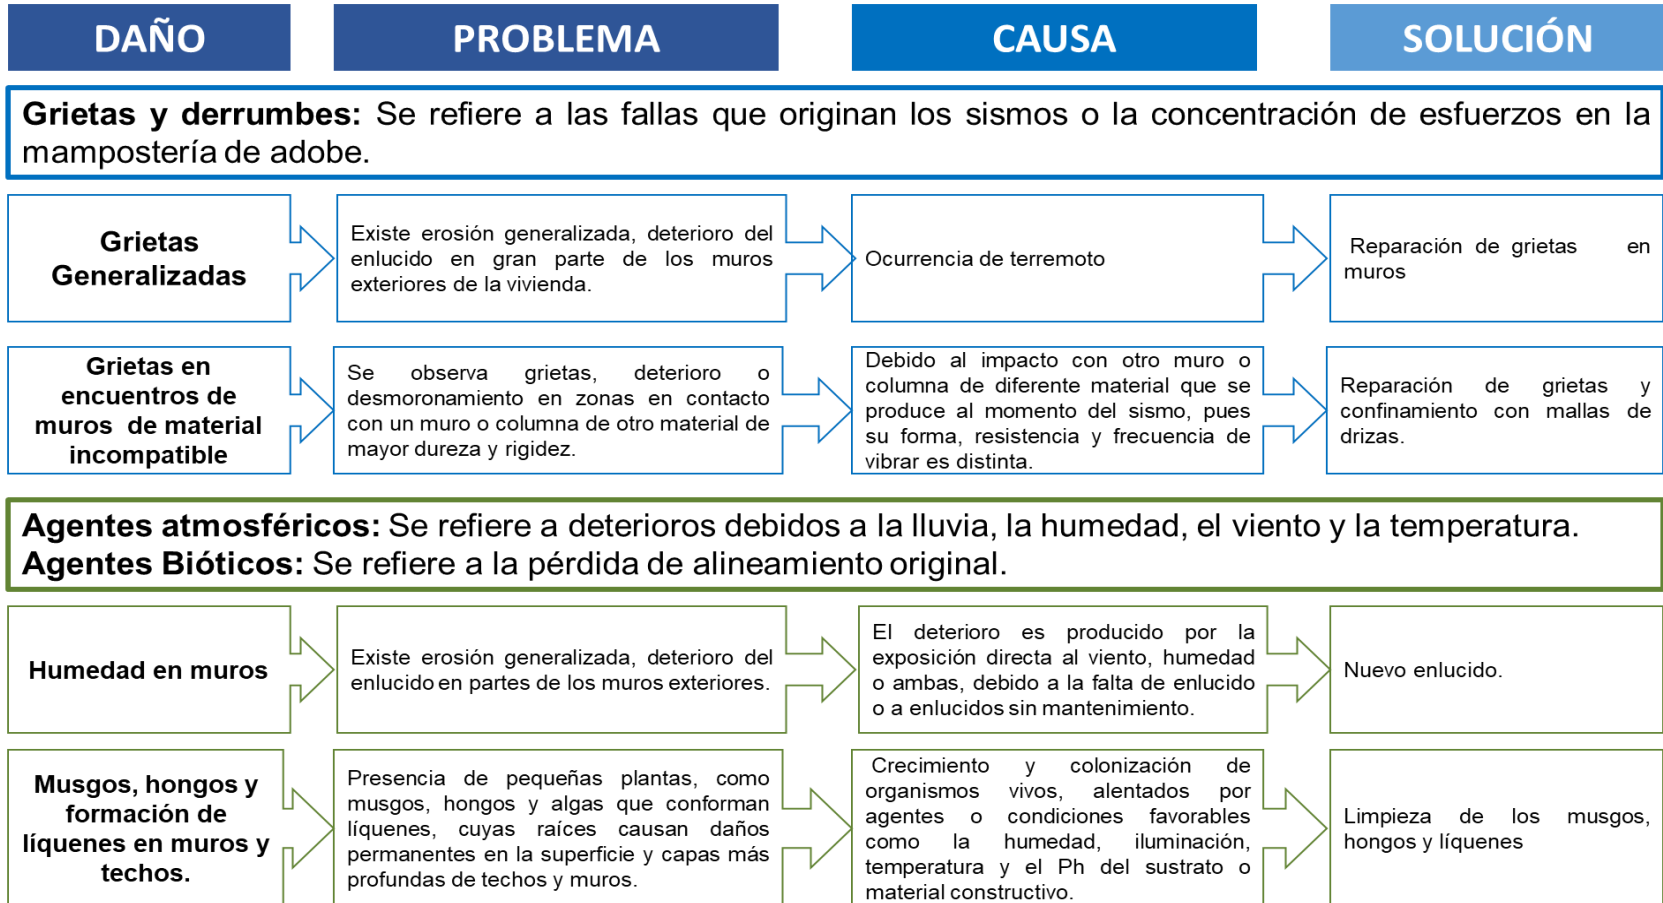 DAÑO PROBLEMA CAUSA SOLUCIÓN
Grietas y derrumbes: Se refiere a las fallas que originan los sismos o la concentración de esfuerzos en la
mampostería de adobe.
Grietas
Generalizadas
Existe erosión generalizada, deterioro del
enlucido en gran parte de los muros
exteriores de la vivienda.
Ocurrencia de terremoto
Reparación de grietas en
muros
Grietas en
encuentros de
muros de material
incompatible
Se observa grietas, deterioro o
desmoronamiento en zonas en contacto
con un muro o columna de otro material de
mayor dureza y rigidez.
Debido al impacto con otro muro o
columna de diferente material que se
produce al momento del sismo, pues
su forma, resistencia y frecuencia de
vibrar es distinta.
Reparación de grietas y
confinamiento con mallas de
drizas.
Agentes atmosféricos: Se refiere a deterioros debidos a la lluvia, la humedad, el viento y la temperatura.
Agentes Bióticos: Se refiere a la pérdida de alineamiento original.
Humedad en muros
Existe erosión generalizada, deterioro del
enlucido en partes de los muros exteriores.
El deterioro es producido por la
exposición directa al viento, humedad
o ambas, debido a la falta de enlucido
o a enlucidos sin mantenimiento.
Nuevo enlucido.
Musgos, hongos y
formación de
líquenes en muros y
techos.
Presencia de pequeñas plantas, como
musgos, hongos y algas que conforman
líquenes, cuyas raíces causan daños
permanentes en la superficie y capas más
profundas de techos y muros.
Crecimiento y colonización de
organismos vivos, alentados por
agentes o condiciones favorables
como la humedad, iluminación,
temperatura y el Ph del sustrato o
material constructivo.
Limpieza de los musgos,
hongos y líquenes